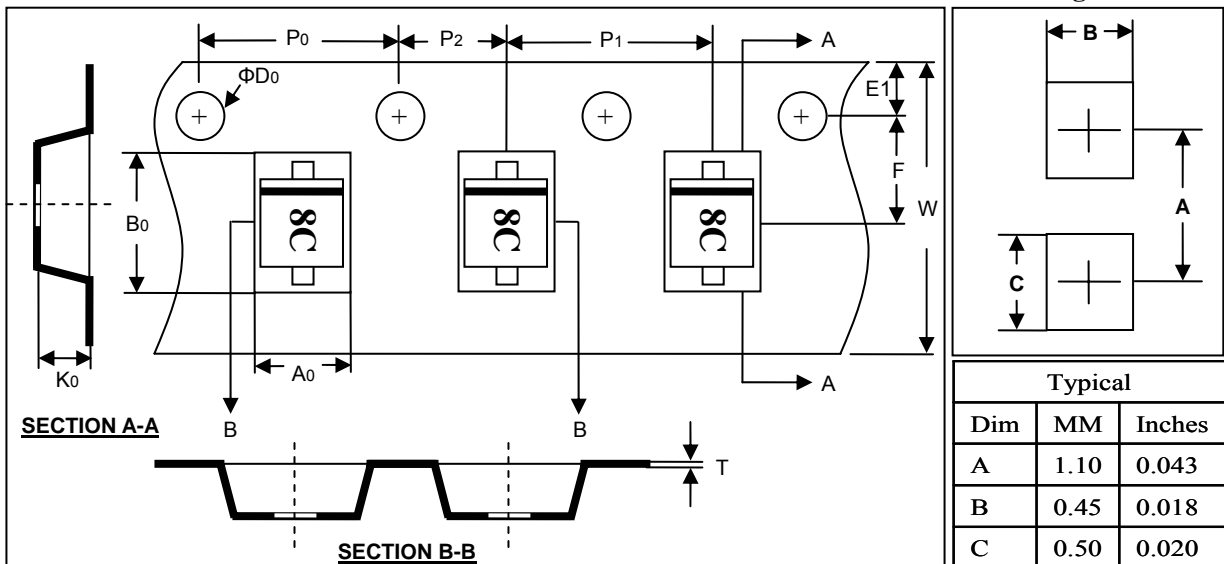 P0
P2
P1
A
ΦD0
E1
F
W
B0
8C
8C
8C
K0
A0
A
SECTION A-A
B
B
T
SECTION B-B
B
A
C
Typical
Dim MM Inches
A 1.10 0.043
B 0.45 0.018
C 0.50 0.020